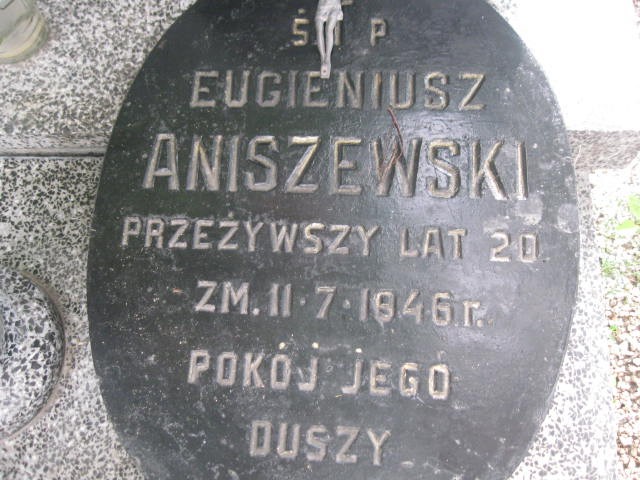 Ś I P
EUGIENIUSZ
ANISZEWSKI
PRZEŻYWSZY LAT 20
ZM. 11·7·1946 r.
POKÓJ JEGO
DUSZY